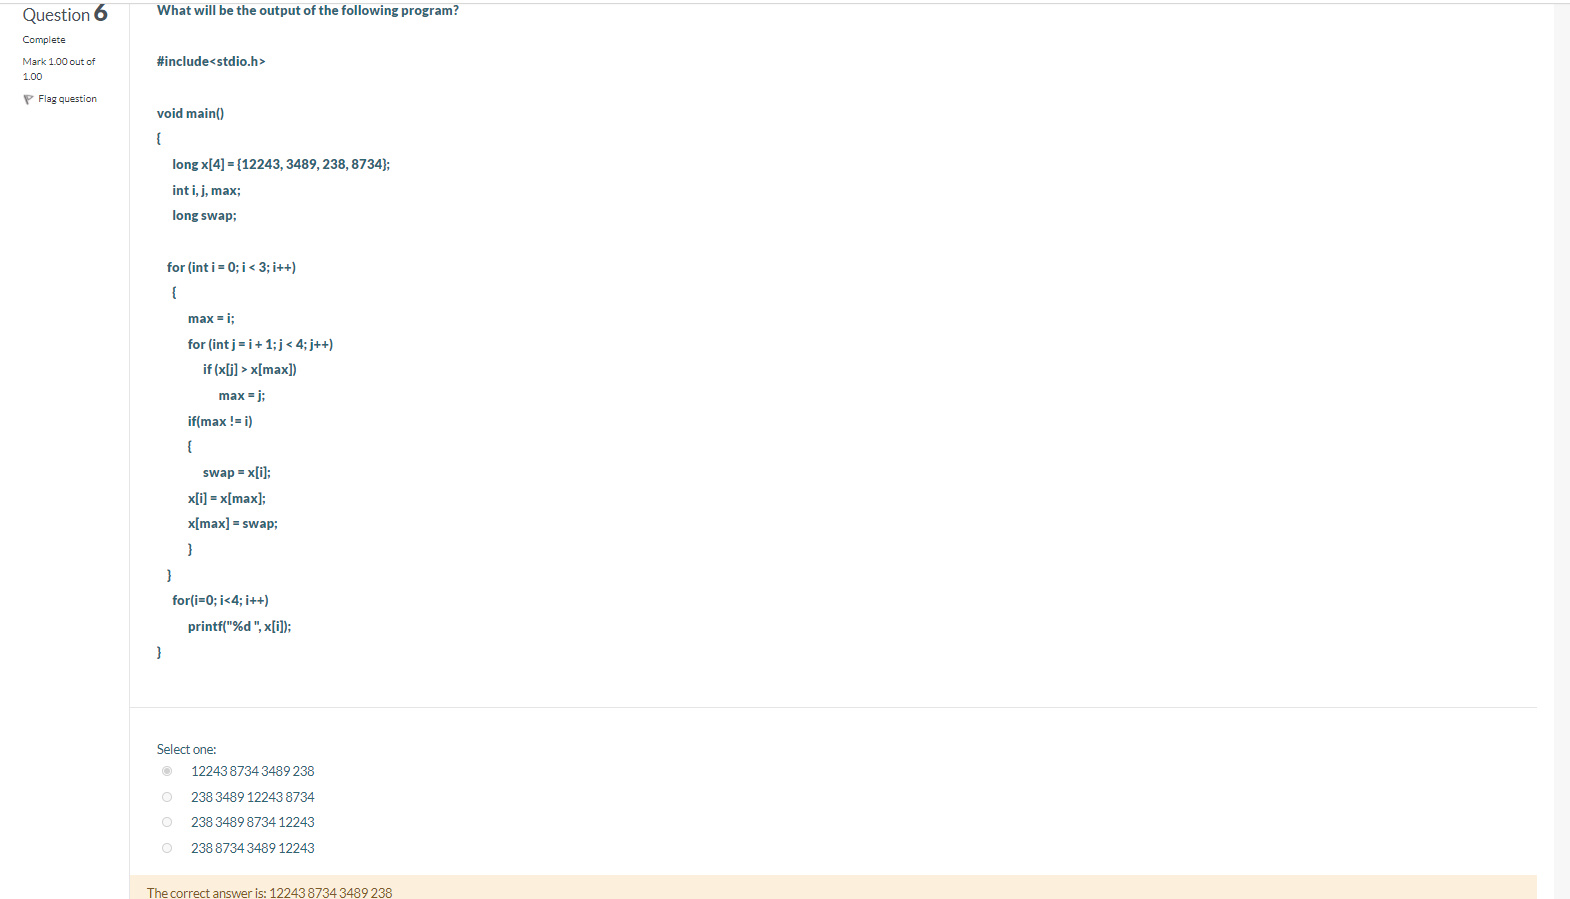 Question 6
Complete
Mark 1.00 out of
1.00
Flag question
What will be the output of the following program?
#include<stdio.h>
void main()
{
long x[4] = {12243, 3489, 238, 8734};
int i, j, max;
long swap;
for (int i = 0; i < 3; i++)
{
max = i;
for (int j = i + 1; j < 4; j++)
if (x[j] > x[max])
max = j;
if(max != i)
{
swap = x[i];
x[i] = x[max];
x[max] = swap;
}
}
for(i=0; i<4; i++)
printf("%d ", x[i]);
}
Select one:
12243 8734 3489 238
238 3489 12243 8734
238 3489 8734 12243
238 8734 3489 12243
The correct answer is: 12243 8734 3489 238